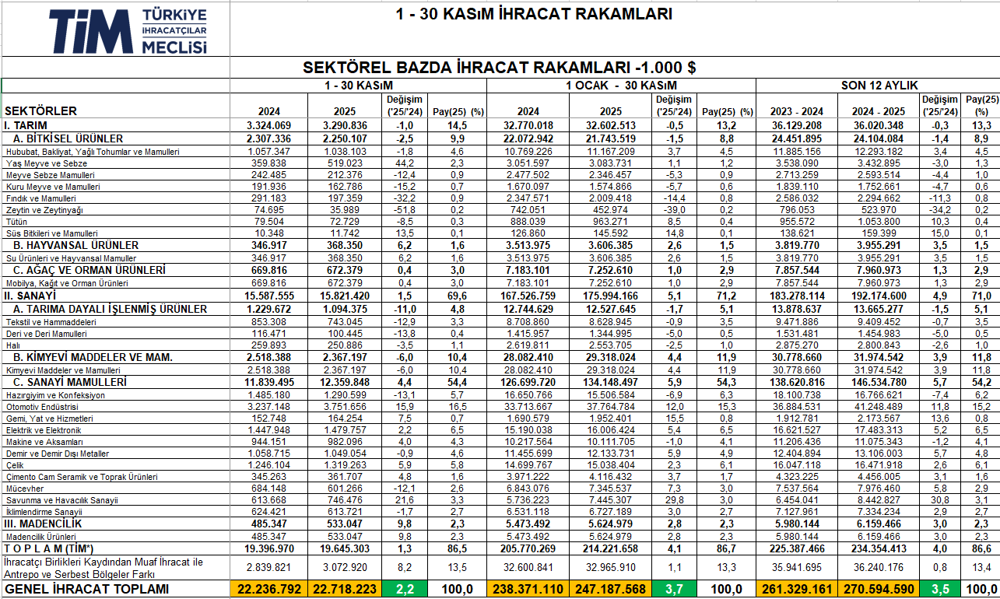 TİM TÜRKİYE
İHRACATÇILAR
MECLİSİ
1 - 30 KASıM İHRACAT RAKAMLARI
SEKTÖREL BAZDA İHRACAT RAKAMLARI -1.000 $
1 - 30 KASıM 1 OCAK - 30 KASıM SON 12 AYLIK
SEKTÖRLER 2024 2025 Değişim ('25/'24) Pay(25) (%) 2024 2025 Değişim ('25/'24) Pay(25) (%) 2023 - 2024 2024 - 2025 Değişim ('25/'24) Pay(25) (%)
I. TARIM 3.324.069 3.290.836 -1,0 14,5 32.770.018 32.602.513 -0,5 13,2 36.129.208 36.020.348 -0,3 13,3
A. BİTKİSEL ÜRÜNLER 2.307.336 2.250.107 -2,5 9,9 22.072.942 21.743.519 -1,5 8,8 24.451.895 24.104.084 -1,4 8,9
Hububat, Bakliyat, Yağlı Tohumlar ve Mamulleri 1.057.347 1.038.103 -1,8 4,6 10.769.226 11.167.209 3,7 4,5 11.885.156 12.293.182 3,4 4,5
Yaş Meyve ve Sebze 359.838 519.023 44,2 2,3 3.051.597 3.083.731 1,1 1,2 3.538.090 3.432.895 -3,0 1,3
Meyve Sebze Mamulleri 242.485 212.376 -12,4 0,9 2.477.502 2.346.457 -5,3 0,9 2.713.259 2.593.514 -4,4 1,0
Kuru Meyve ve Mamulleri 191.936 162.786 -15,2 0,7 1.670.097 1.574.866 -5,7 0,6 1.839.110 1.752.661 -4,7 0,6
Fındık ve Mamulleri 291.183 197.359 -32,2 0,9 2.347.571 2.009.418 -14,4 0,8 2.586.032 2.294.662 -11,3 0,8
Zeytin ve Zeytinyağı 74.695 35.989 -51,8 0,2 742.051 452.974 -39,0 0,2 796.053 523.970 -34,2 0,2
Tütün 79.504 72.729 -8,5 0,3 888.039 963.271 8,5 0,4 955.572 1.053.800 10,3 0,4
Süs Bitkileri ve Mamulleri 10.348 11.742 13,5 0,1 126.860 145.592 14,8 0,1 138.621 159.399 15,0 0,1
B. HAYVANSAL ÜRÜNLER 346.917 368.350 6,2 1,6 3.513.975 3.606.385 2,6 1,5 3.819.770 3.955.291 3,5 1,5
Su Ürünleri ve Hayvansal Mamuller 346.917 368.350 6,2 1,6 3.513.975 3.606.385 2,6 1,5 3.819.770 3.955.291 3,5 1,5
C. AĞAÇ VE ORMAN ÜRÜNLERİ 669.816 672.379 0,4 3,0 7.183.101 7.252.610 1,0 2,9 7.857.544 7.960.973 1,3 2,9
Mobilya, Kağıt ve Orman Ürünleri 669.816 672.379 0,4 3,0 7.183.101 7.252.610 1,0 2,9 7.857.544 7.960.973 1,3 2,9
II. SANAYİ 15.587.555 15.821.420 1,5 69,6 167.526.759 175.994.166 5,1 71,2 183.278.114 192.174.600 4,9 71,0
A. TARIMA DAYALI İŞLENMİŞ ÜRÜNLER 1.229.672 1.094.375 -11,0 4,8 12.744.629 12.527.645 -1,7 5,1 13.878.637 13.665.277 -1,5 5,1
Tekstil ve Hammaddeleri 853.308 743.045 -12,9 3,3 8.708.860 8.628.945 -0,9 3,5 9.471.886 9.409.452 -0,7 3,5
Deri ve Deri Mamulleri 116.471 100.445 -13,8 0,4 1.415.957 1.344.995 -5,0 0,5 1.531.481 1.454.983 -5,0 0,5
Halı 259.893 250.886 -3,5 1,1 2.619.811 2.553.705 -2,5 1,0 2.875.270 2.800.843 -2,6 1,0
B. KİMYEVİ MADDELER VE MAM. 2.518.388 2.367.197 -6,0 10,4 28.082.410 29.318.024 4,4 11,9 30.778.660 31.974.542 3,9 11,8
Kimyevi Maddeler ve Mamulleri 2.518.388 2.367.197 -6,0 10,4 28.082.410 29.318.024 4,4 11,9 30.778.660 31.974.542 3,9 11,8
C. SANAYİ MAMULLERİ 11.839.495 12.359.848 4,4 54,4 126.699.720 134.148.497 5,9 54,3 138.620.816 146.534.780 5,7 54,2
Hazırgiyim ve Konfeksiyon 1.485.180 1.290.599 -13,1 5,7 16.650.766 15.506.584 -6,9 6,3 18.100.738 16.766.621 -7,4 6,2
Otomotiv Endüstrisi 3.237.148 3.751.656 15,9 16,5 33.713.667 37.764.784 12,0 15,3 36.884.531 41.248.489 11,8 15,2
Gemi, Yat ve Hizmetleri 152.748 164.254 7,5 0,7 1.690.579 1.952.401 15,5 0,8 1.912.781 2.173.567 13,6 0,8
Elektrik ve Elektronik 1.447.948 1.479.757 2,2 6,5 15.190.038 16.006.424 5,4 6,5 16.621.527 17.483.313 5,2 6,5
Makine ve Aksamları 944.151 982.096 4,0 4,3 10.217.564 10.111.705 -1,0 4,1 11.206.436 11.075.343 -1,2 4,1
Demir ve Demir Dışı Metaller 1.058.715 1.049.054 -0,9 4,6 11.455.699 12.133.731 5,9 4,9 12.404.894 13.106.003 5,7 4,8
Çelik 1.246.104 1.319.263 5,9 5,8 14.699.767 15.038.404 2,3 6,1 16.047.118 16.471.918 2,6 6,1
Çimento Cam Seramik ve Toprak Ürünleri 345.263 361.707 4,8 1,6 3.971.222 4.116.432 3,7 1,7 4.323.225 4.456.005 3,1 1,6
Mücevher 684.148 601.266 -12,1 2,6 6.843.076 7.345.537 7,3 3,0 7.537.564 7.976.460 5,8 2,9
Savunma ve Havacılık Sanayii 613.668 746.476 21,6 3,3 5.736.223 7.445.307 29,8 3,0 6.454.041 8.442.827 30,8 3,1
İklimlendirme Sanayii 624.421 613.721 -1,7 2,7 6.531.118 6.727.189 3,0 2,7 7.127.961 7.334.234 2,9 2,7
III. MADENCİLİK 485.347 533.047 9,8 2,3 5.473.492 5.624.979 2,8 2,3 5.980.144 6.159.466 3,0 2,3
Madencilik Ürünleri 485.347 533.047 9,8 2,3 5.473.492 5.624.979 2,8 2,3 5.980.144 6.159.466 3,0 2,3
T O P L A M (TİM*) 19.396.970 19.645.303 1,3 86,5 205.770.269 214.221.658 4,1 86,7 225.387.466 234.354.413 4,0 86,6
İhracatçı Birlikleri Kaydından Muaf İhracat ile
Antrepo ve Serbest Bölgeler Farkı 2.839.821 3.072.920 8,2 13,5 32.600.841 32.965.910 1,1 13,3 35.941.695 36.240.176 0,8 13,4
GENEL İHRACAT TOPLAMI 22.236.792 22.718.223 2,2 100,0 238.371.110 247.187.568 3,7 100,0 261.329.161 270.594.590 3,5 100,0